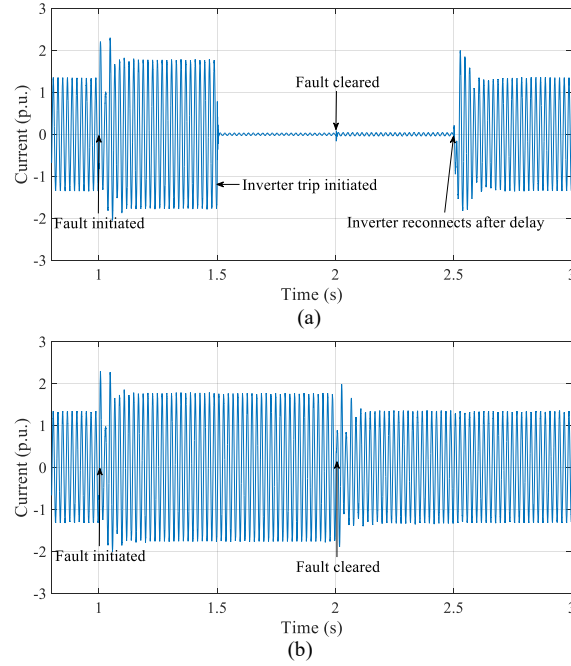 3
2
Fault cleared
1
0
Current (p.u.)
-1
Inverter trip initiated
Fault initiated
Inverter reconnects after delay
-2
-3
1
1.5
2
2.5
3
Time (s)
(a)
3
2
1
0
Current (p.u.)
-1
-2
Fault initiated
Fault cleared
-3
1
1.5
2
2.5
3
Time (s)
(b)